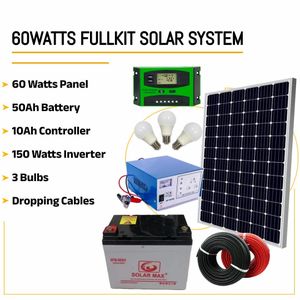 60WATTS FULLKIT SOLAR SYSTEM
60 Watts Panel
50Ah Battery
10Ah Controller
150 Watts Inverter
3 Bulbs
Dropping Cables
SOLAR MAX